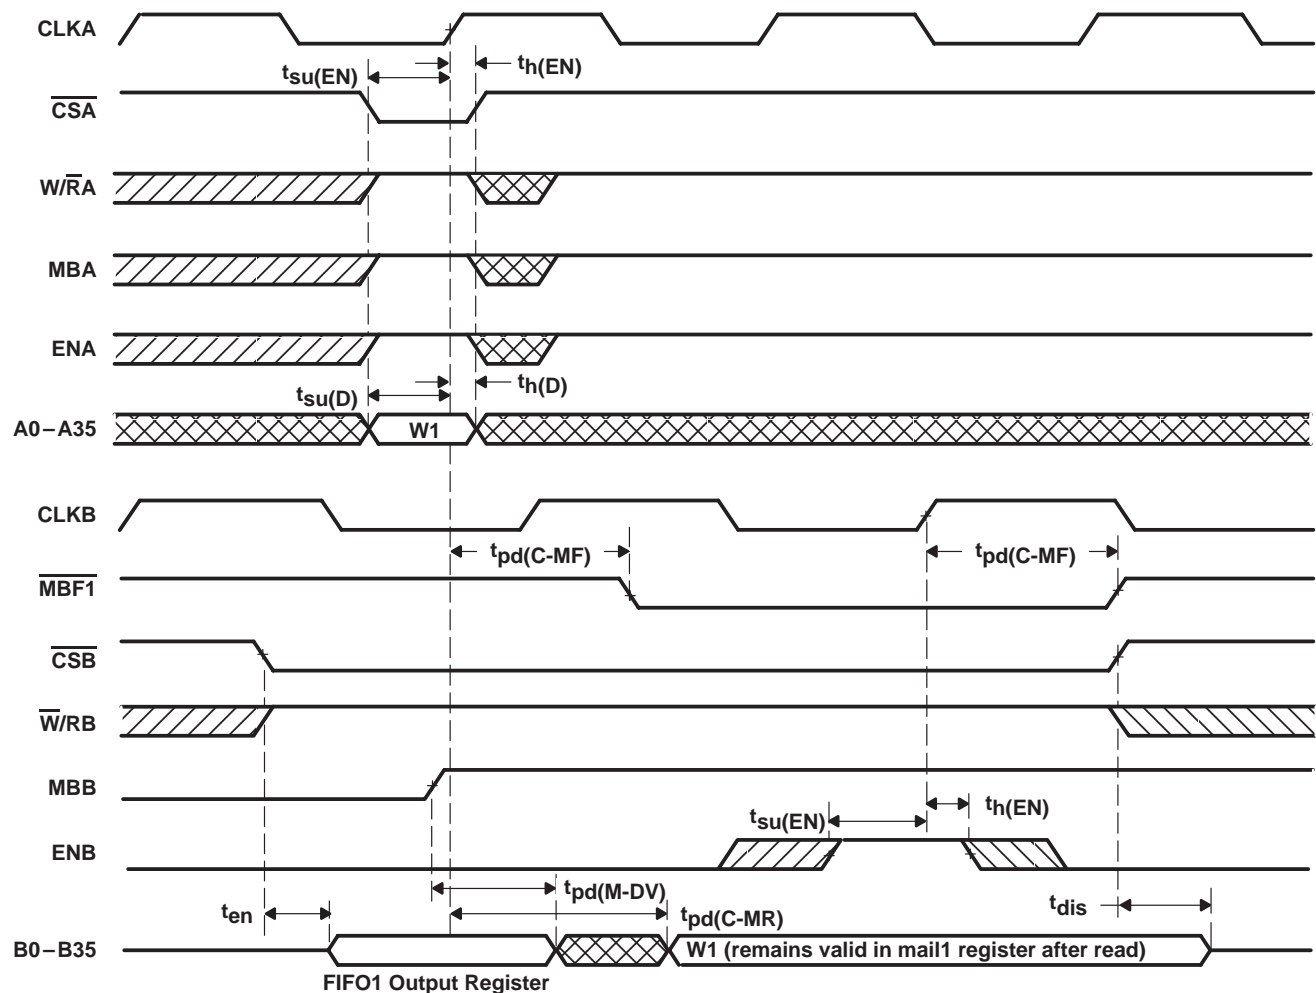 CLKA
tsu(EN)
th(EN)
CSA
W/RA
MBA
ENA
tsu(D)
th(D)
A0–A35
W1
CLKB
tpd(C-MF)
tpd(C-MF)
MBF1
CSB
W/RB
MBB
tsu(EN)
th(EN)
ENB
ten
tpd(M-DV)
tpd(C-MR)
tdis
B0–B35
W1 (remains valid in mail1 register after read)
FIFO1 Output Register